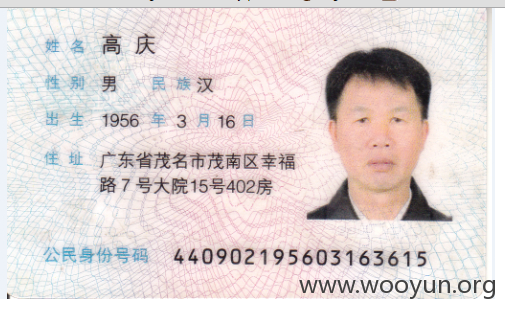 姓名 高庆
性别 男 民族 汉
出生 1956 年 3 月 16 日
住址 广东省茂名市茂南区幸福
路7号大院15号402房
公民身份号码 440902195603163615
www.wooyun.org